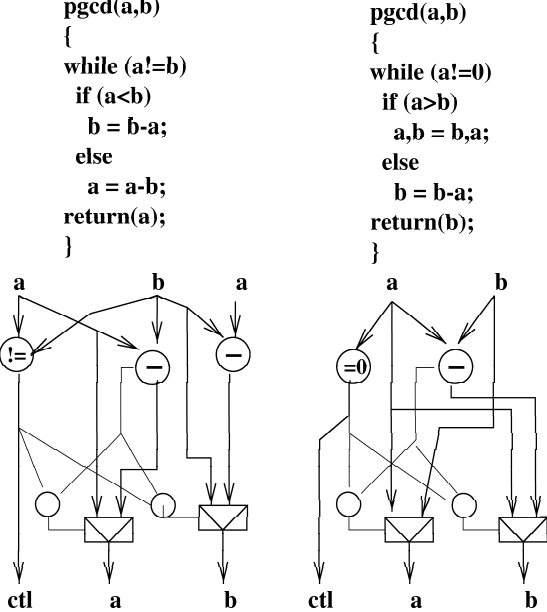 pgcd(a,b)
{
while (a!=b)
if (a<b)
b = b-a;
else
a = a-b;
return(a);
}
pgcd(a,b)
{
while (a!=0)
if (a>b)
a,b = b,a;
else
b = b-a;
return(b);
}
a b a
!= − −
ctl a b
a b
=0 −
ctl a b